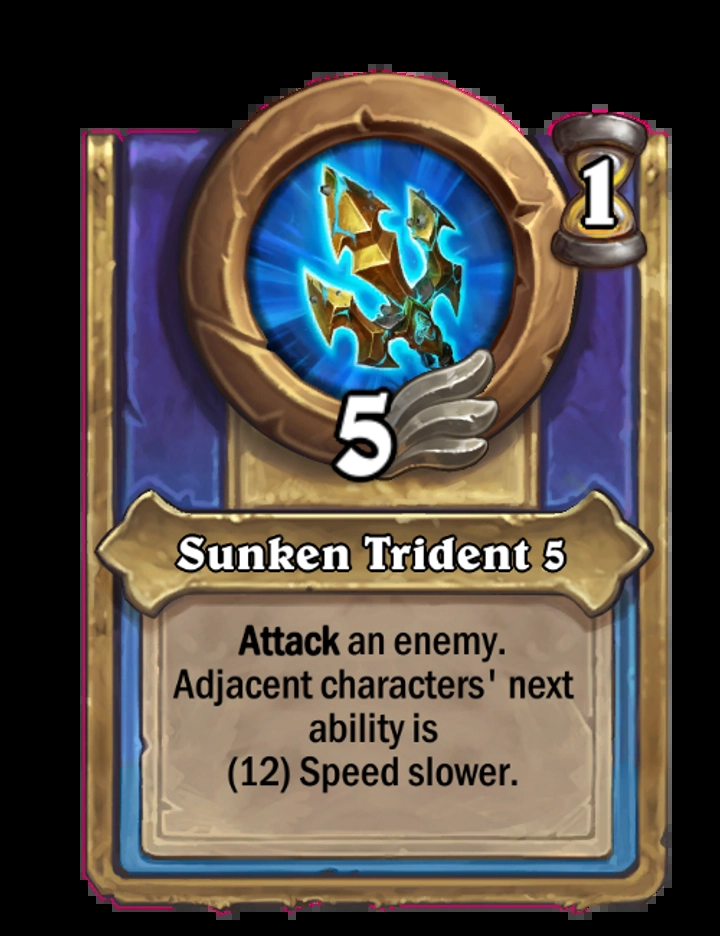 1
5
Sunken Trident 5
Attack an enemy.
Adjacent characters' next
ability is
(12) Speed slower.